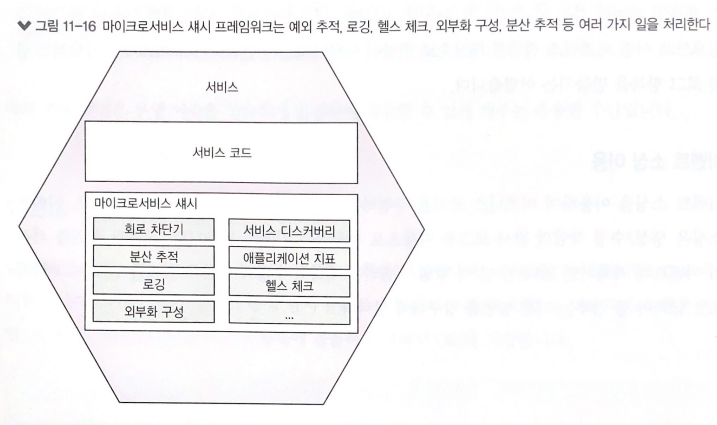 그림 11-16 마이크로서비스 섀시 프레임워크는 예외 추적, 로깅, 헬스 체크, 외부화 구성, 분산 추적 등 여러 가지 일을 처리한다
서비스
서비스 코드
마이크로서비스 섀시
회로 차단기
서비스 디스커버리
분산 추적
애플리케이션 지표
로깅
헬스 체크
외부화 구성
...